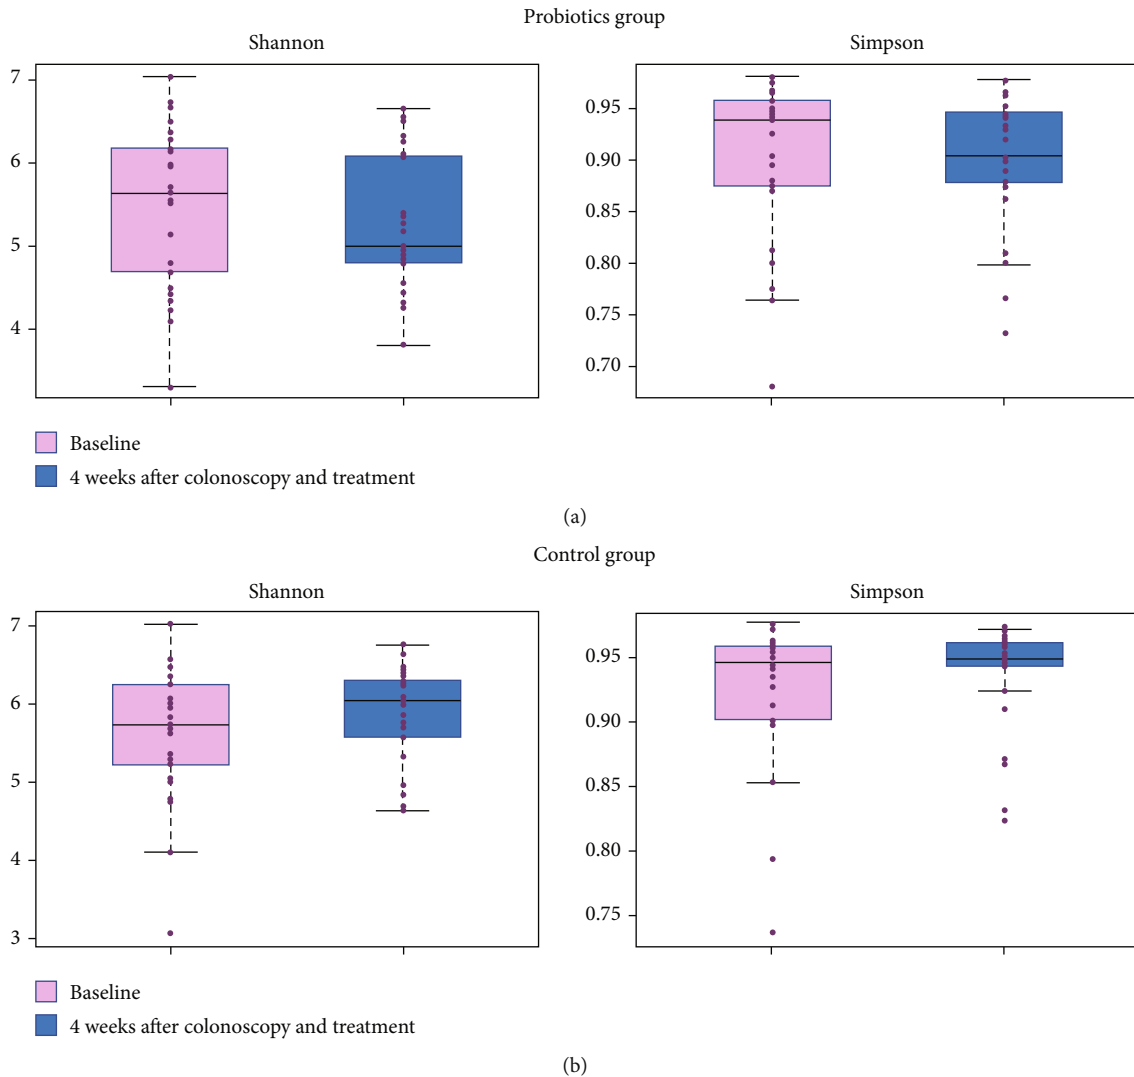 Probiotics group
Shannon
Simpson
7
6
5
4
0.95
0.90
0.85
0.80
0.75
0.70
Baseline
4 weeks after colonoscopy and treatment
(a)
Control group
Shannon
Simpson
7
6
5
4
3
0.95
0.90
0.85
0.80
0.75
Baseline
4 weeks after colonoscopy and treatment
(b)